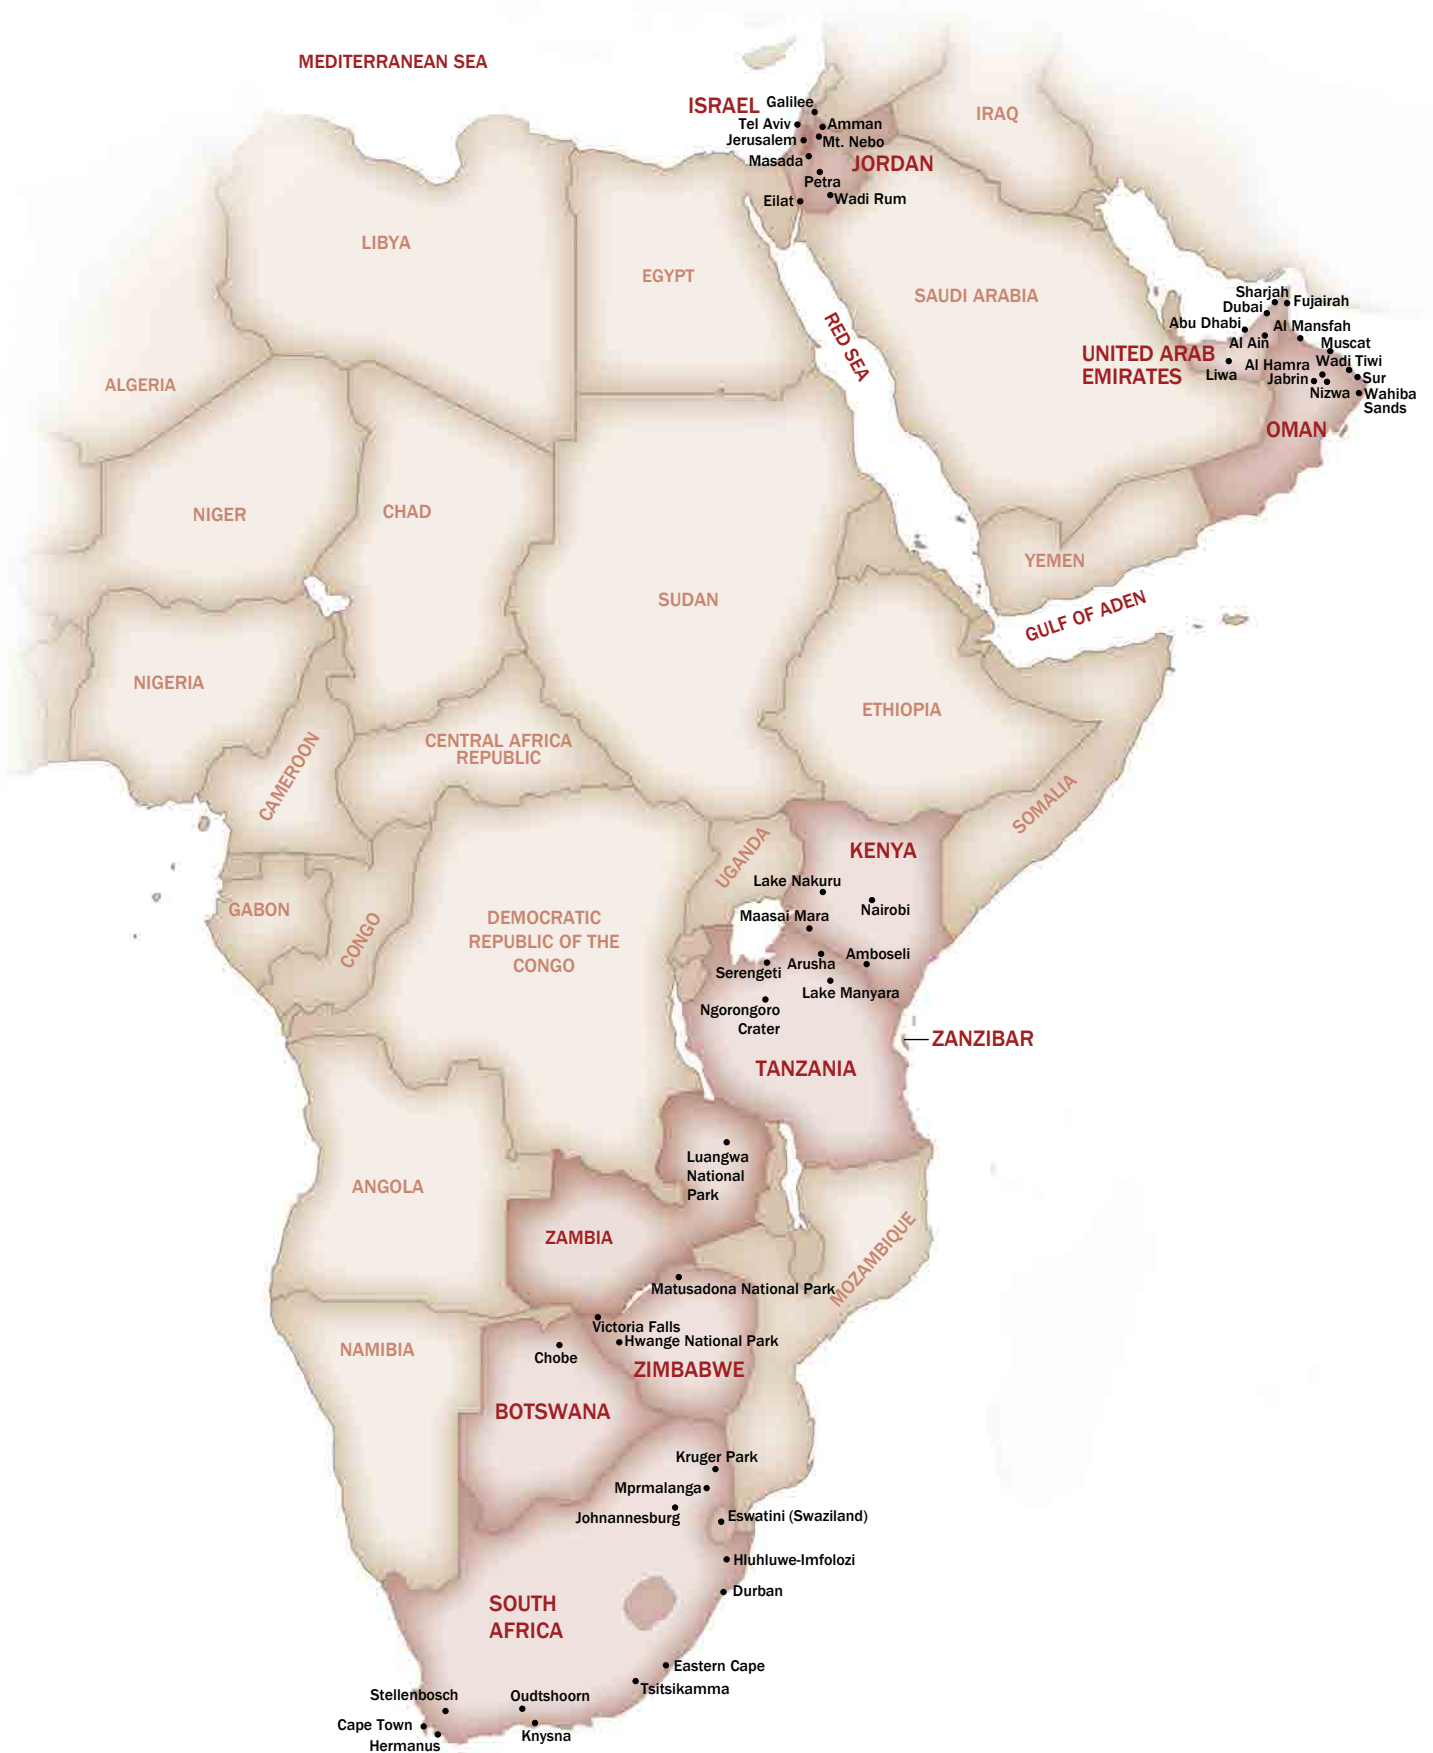 MEDITERRANEAN SEA
ISRAEL
Galilee
Tel Aviv
Amman
Jerusalem
Mt. Nebo
Masada
JORDAN
Petra
Eilat
Wadi Rum
IRAQ
LIBYA
EGYPT
SAUDI ARABIA
RED SEA
Sharjah
Fujairah
Dubai
Abu Dhabi
Al Mansfah
Al Ain
Muscat
UNITED ARAB
EMIRATES
Al Hamra
Wadi Tiwi
Liwa
Jabrin
Sur
Nizwa
Wahiba
Sands
OMAN
ALGERIA
NIGER
CHAD
YEMEN
SUDAN
GULF OF ADEN
NIGERIA
ETHIOPIA
CENTRAL AFRICA
REPUBLIC
CAMEROON
SOMALIA
UGANDA
KENYA
Lake Nakuru
Nairobi
Maasai Mara
GABON
CONGO
DEMOCRATIC
REPUBLIC OF THE
CONGO
Amboseli
Arusha
Serengeti
Lake Manyara
Ngorongoro
Crater
ZANZIBAR
TANZANIA
Luangwa
National
Park
ANGOLA
ZAMBIA
MOZAMBIQUE
Matusadona National Park
Victoria Falls
Hwange National Park
NAMIBIA
Chobe
ZIMBABWE
BOTSWANA
Kruger Park
Mprmalanga
Johnannesburg
Eswatini (Swaziland)
Hluhluwe-Imfolozi
Durban
SOUTH
AFRICA
Eastern Cape
Tsitsikamma
Stellenbosch
Oudtshoorn
Cape Town
Knysna
Hermanus